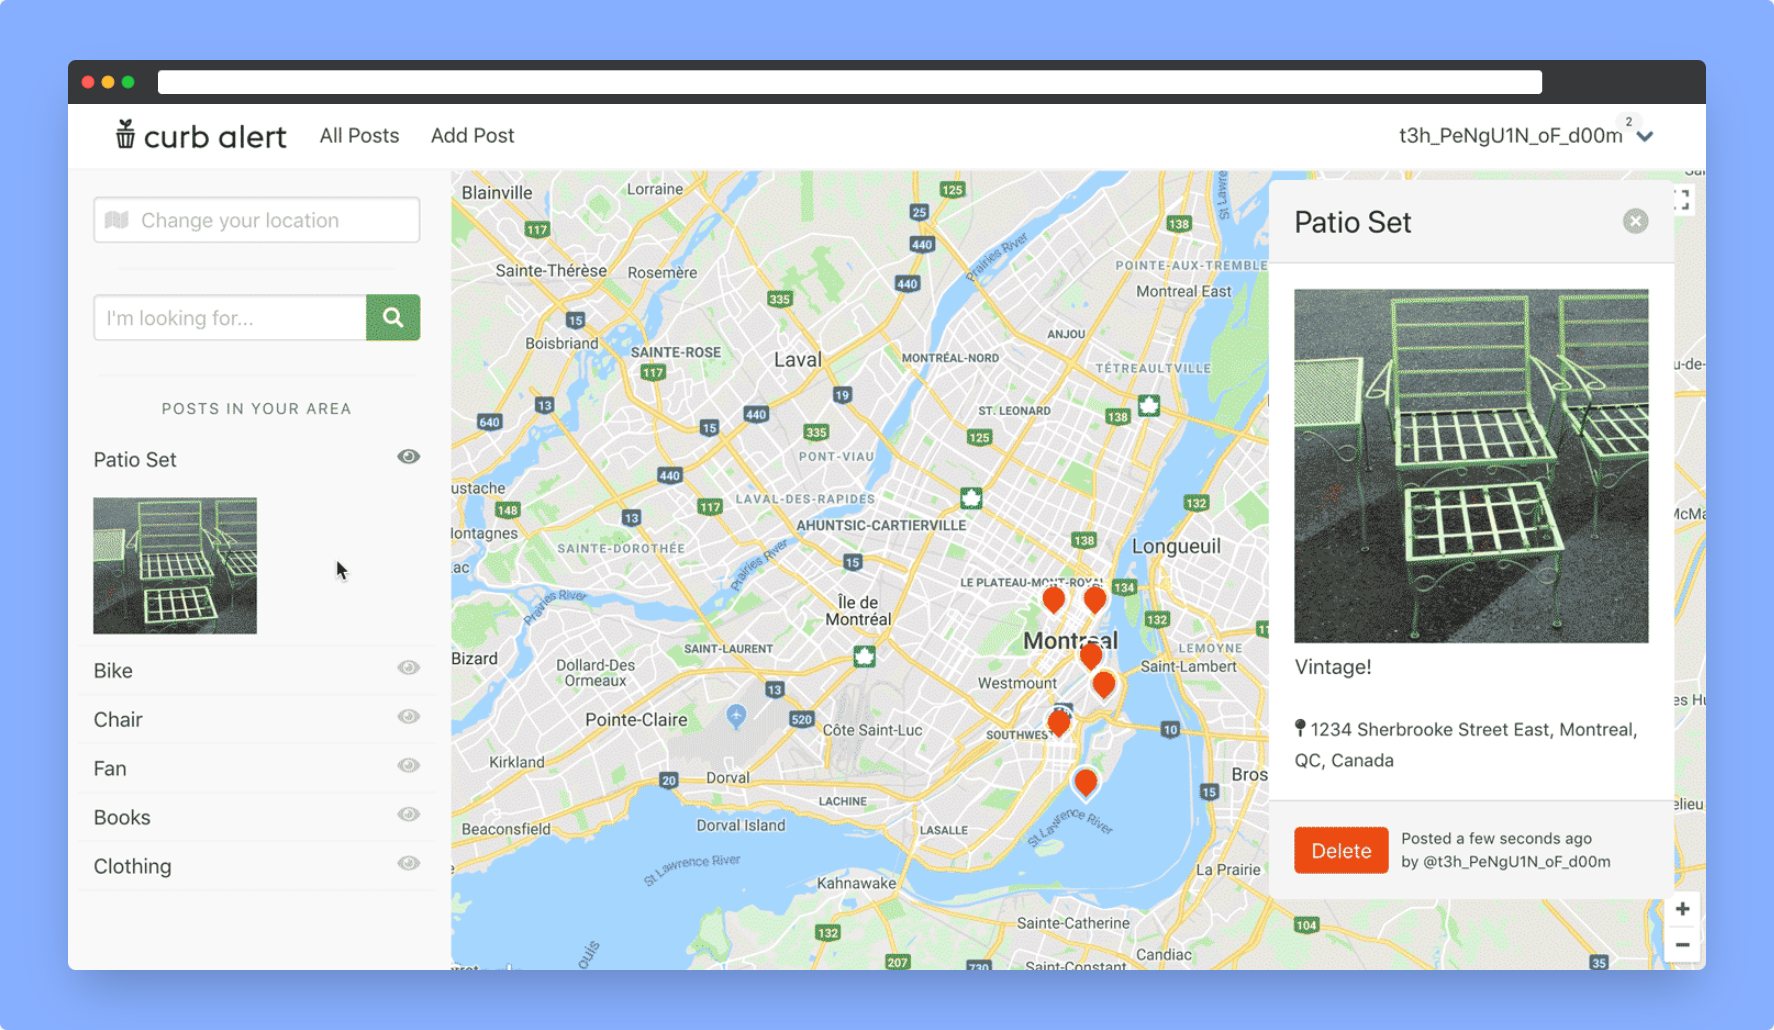 curb alert
All Posts
Add Post
t3h_PeNgU1N_oF_d00m
2
Change your location
I'm looking for...
POSTS IN YOUR AREA
Patio Set
Bike
Chair
Fan
Books
Clothing
Blainville
Lorraine
125
25
117
440
138
Prairies River
Sainte-Thérèse
Rosemère
POINTE-AUX-TREMBLE
440
Montreal East
335
15
Boisbriand
SAINTE-ROSE
Laval
MONTRÉAL-NORD
ANJOU
117
TÉTREAULTVILLE
19
13
440
ST. LEONARD
138
640
15
335
125
PONT-VIAU
440
ustache
LAVAL-DES-RAPIDES
117
132
148
13
AHUNTSIC-CARTIERVILLE
lontagnes
138
SAINTE-DOROTHÉE
Prairies River
15
Longueuil
Lac
LE PLATEAU-MONT-ROYAL
134
Prairies River
Île de
Montréal
132
Montreal
SAINT-LAURENT
LEMOYNE
Bizard
Dollard-Des
Ormeaux
Saint-Lambert
Westmount
13
Pointe-Claire
520
Côte Saint-Luc
SOUTHWEST
10
Kirkland
20
Dorval
Bros
15
LACHINE
Beaconsfield
Dorval Island
LASALLE
St Lawrence River
St Lawrence River
La Prairie
Kahnawake
Sainte-Catherine
104
132
Candiac
207
730
Saint-Constant
35
Patio Set
Vintage!
1234 Sherbrooke Street East, Montreal,
QC, Canada
Delete
Posted a few seconds ago
by @t3h_PeNgU1N_oF_d00m
+
−